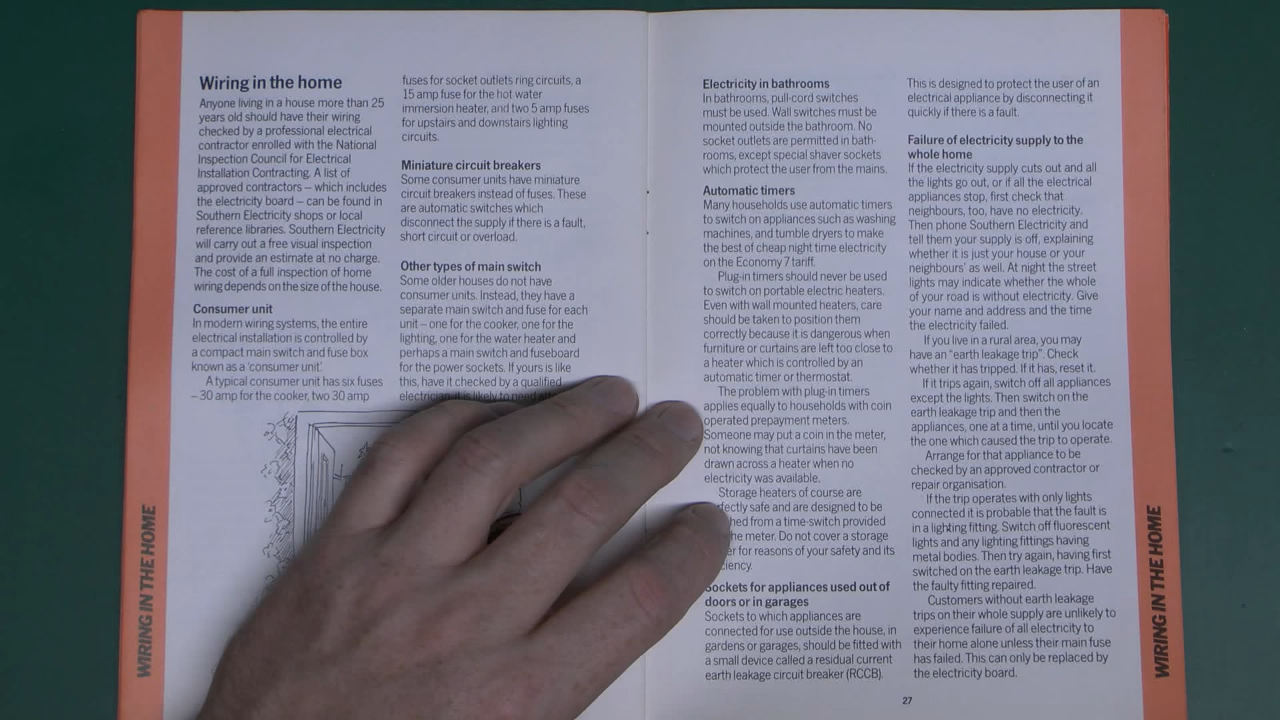 Wiring in the home
Anyone living in a house more than 25
years old should have their wiring
checked by a professional electrical
contractor enrolled with the National
Inspection Council for Electrical
Installation Contracting. A list of
approved contractors – which includes
the electricity board – can be found in
Southern Electricity shops or local
reference libraries. Southern Electricity
will carry out a free visual inspection
and provide an estimate at no charge.
The cost of a full inspection of home
wiring depends on the size of the house.
Consumer unit
In modern wiring systems, the entire
electrical installation is controlled by
a compact main switch and fuse box
known as a 'consumer unit'.
A typical consumer unit has six fuses
– 30 amp for the cooker, two 30 amp
fuses for socket outlets ring circuits, a
15 amp fuse for the hot water
immersion heater, and two 5 amp fuses
for upstairs and downstairs lighting
circuits.
Miniature circuit breakers
Some consumer units have miniature
circuit breakers instead of fuses. These
are automatic switches which
disconnect the supply if there is a fault,
short circuit or overload.
Other types of main switch
Some older houses do not have
consumer units. Instead, they have a
separate main switch and fuse for each
unit – one for the cooker, one for the
lighting, one for the water heater and
perhaps a main switch and fuseboard
for the power sockets. If yours is like
this, have it checked by a qualified
electrician it is likely to need
WIRING IN THE HOME
Electricity in bathrooms
In bathrooms, pull-cord switches
must be used. Wall switches must be
mounted outside the bathroom. No
socket outlets are permitted in bath-
rooms, except special shaver sockets
which protect the user from the mains.
Automatic timers
Many households use automatic timers
to switch on appliances such as washing
machines, and tumble dryers to make
the best of cheap night time electricity
on the Economy 7 tariff.
Plug-in timers should never be used
to switch on portable electric heaters.
Even with wall mounted heaters, care
should be taken to position them
correctly because it is dangerous when
furniture or curtains are left too close to
a heater which is controlled by an
automatic timer or thermostat.
The problem with plug-in timers
applies equally to households with coin
operated prepayment meters.
Someone may put a coin in the meter,
not knowing that curtains have been
drawn across a heater when no
electricity was available.
Storage heaters of course are
safe and are designed to be
from a time-switch provided
meter. Do not cover a storage
for reasons of your safety and its
Sockets for appliances used out of
doors or in garages
Sockets to which appliances are
connected for use outside the house, in
gardens or garages, should be fitted with
a small device called a residual current
earth leakage circuit breaker (RCCB).
This is designed to protect the user of an
electrical appliance by disconnecting it
quickly if there is a fault.
Failure of electricity supply to the
whole home
If the electricity supply cuts out and all
the lights go out, or if all the electrical
appliances stop, first check that
neighbours, too, have no electricity.
Then phone Southern Electricity and
tell them your supply is off, explaining
whether it is just your house or your
neighbours' as well. At night the street
lights may indicate whether the whole
of your road is without electricity. Give
your name and address and the time
the electricity failed.
If you live in a rural area, you may
have an "earth leakage trip". Check
whether it has tripped. If it has, reset it.
If it trips again, switch off all appliances
except the lights. Then switch on the
earth leakage trip and then the
appliances, one at a time, until you locate
the one which caused the trip to operate.
Arrange for that appliance to be
checked by an approved contractor or
repair organisation.
If the trip operates with only lights
connected it is probable that the fault is
in a lighting fitting. Switch off fluorescent
lights and any lighting fittings having
metal bodies. Then try again, having first
switched on the earth leakage trip. Have
the faulty fitting repaired.
Customers without earth leakage
trips on their whole supply are unlikely to
experience failure of all electricity to
their home alone unless their main fuse
has failed. This can only be replaced by
the electricity board.
WIRING IN THE HOME
27